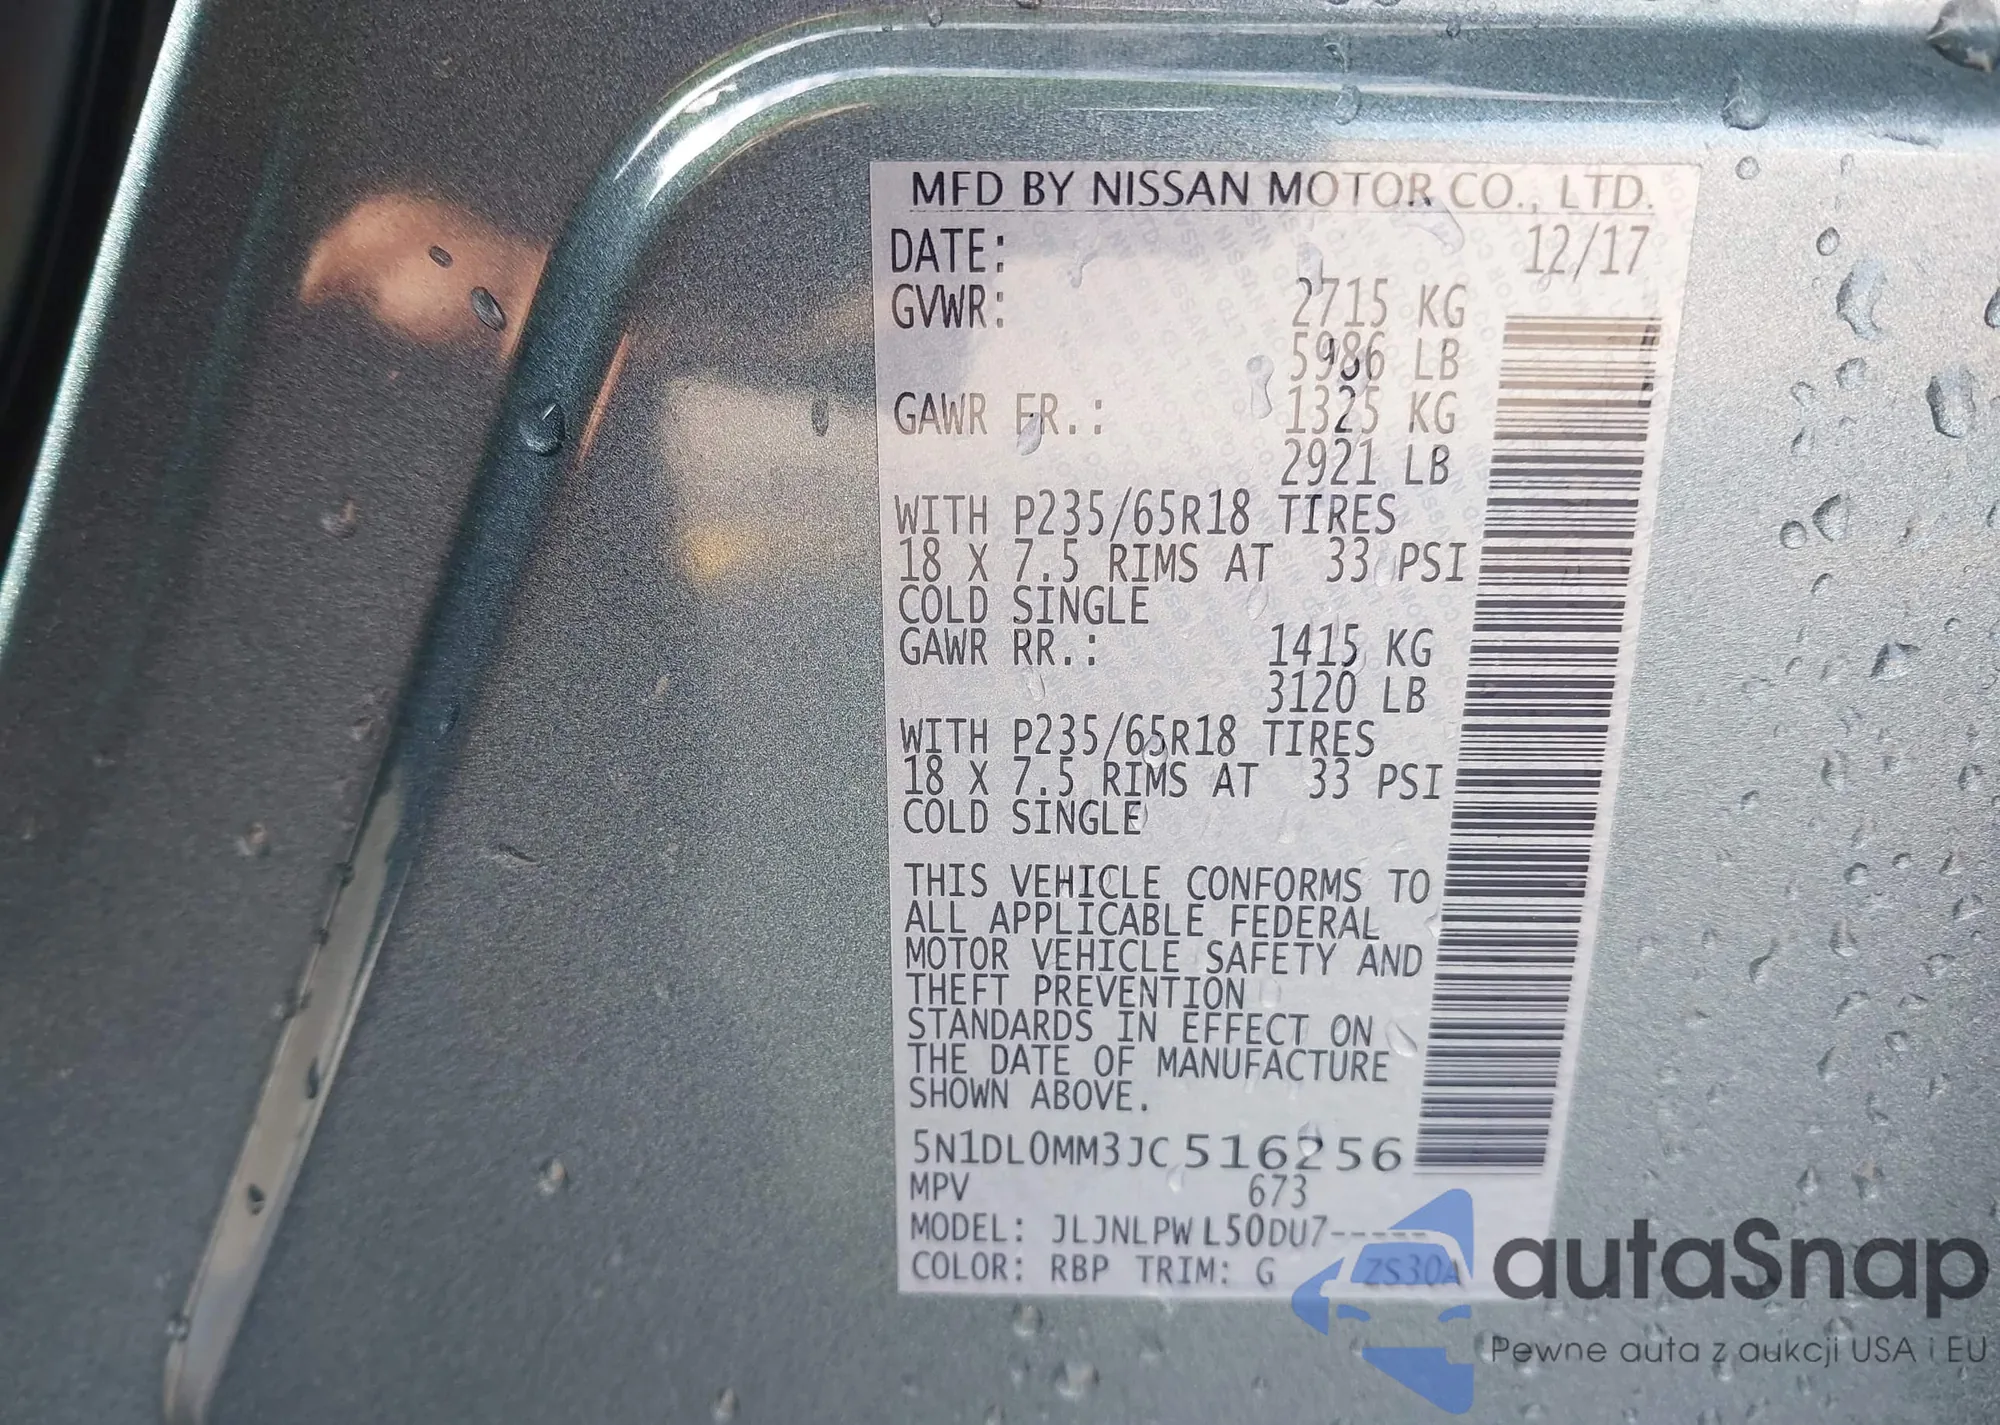 MFD BY NISSAN MOTOR CO., LTD.
DATE: 12/17
GVWR: 2715 KG
5986 LB
GAWR FR.: 1325 KG
2921 LB
WITH P235/65R18 TIRES
18 X 7.5 RIMS AT 33 PSI
COLD SINGLE
GAWR RR.: 1415 KG
3120 LB
WITH P235/65R18 TIRES
18 X 7.5 RIMS AT 33 PSI
COLD SINGLE
THIS VEHICLE CONFORMS TO
ALL APPLICABLE FEDERAL
MOTOR VEHICLE SAFETY AND
THEFT PREVENTION
STANDARDS IN EFFECT ON
THE DATE OF MANUFACTURE
SHOWN ABOVE.
5N1DL0MM3JC516256
MPV 673
MODEL: JLJNLPW L50DU7-----
COLOR: RBP TRIM: G ZS30A
autaSnap
Pewne auta z aukcji USA i EU